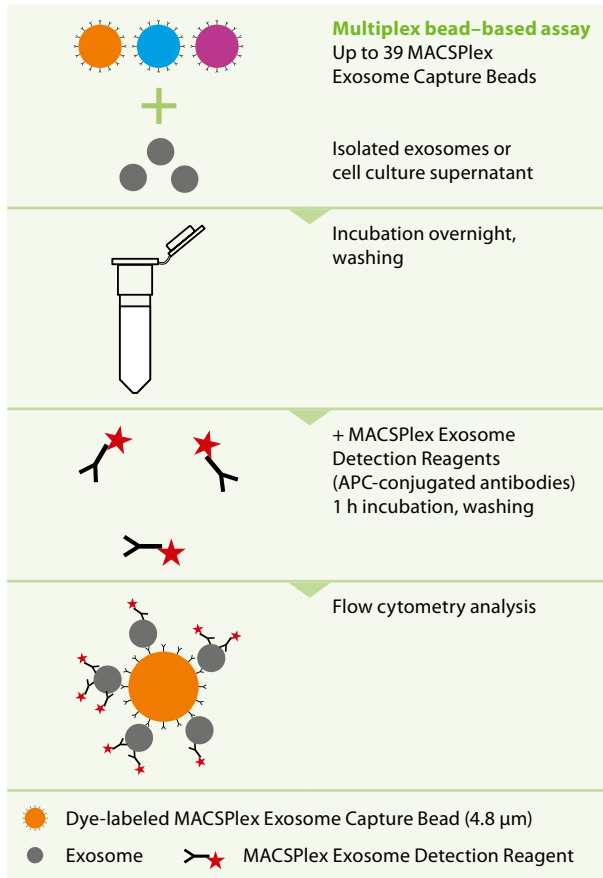 Multiplex bead–based assay
Up to 39 MACSPlex
Exosome Capture Beads
Isolated exosomes or
cell culture supernatant
Incubation overnight,
washing
+ MACSPlex Exosome
Detection Reagents
(APC-conjugated antibodies)
1 h incubation, washing
Flow cytometry analysis
Dye-labeled MACSPlex Exosome Capture Bead (4.8 µm)
Exosome
MACSPlex Exosome Detection Reagent